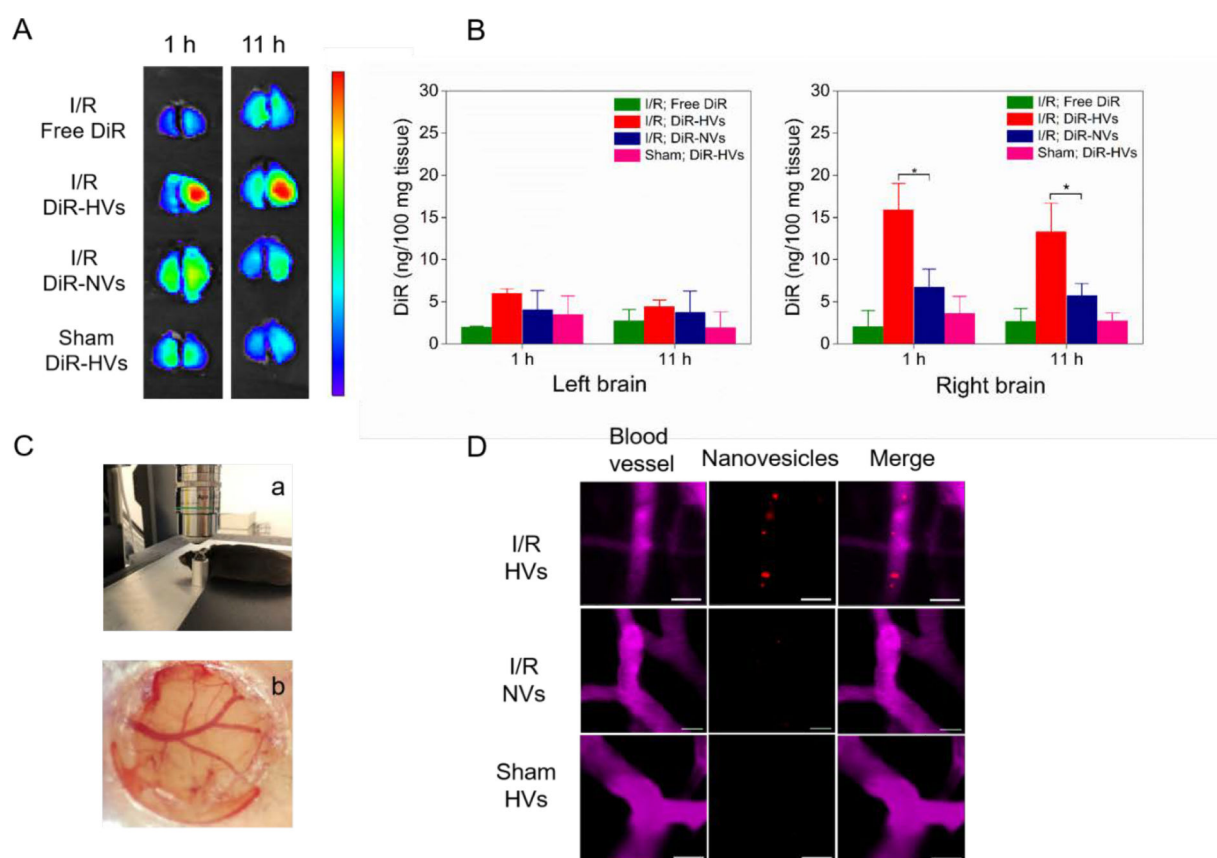 A
1 h
11 h
I/R
Free DiR
I/R
DiR-HVs
I/R
DiR-NVs
Sham
DiR-HVs
B
DiR (ng/100 mg tissue)
30
25
20
15
10
5
0
I/R; Free DiR
I/R; DiR-HVs
I/R; DiR-NVs
Sham; DiR-HVs
1 h
11 h
Left brain
DiR (ng/100 mg tissue)
30
25
20
15
10
5
0
I/R; Free DiR
I/R; DiR-HVs
I/R; DiR-NVs
Sham; DiR-HVs
*
*
1 h
11 h
Right brain
C
a
b
D
Blood
vessel
Nanovesicles
Merge
I/R
HVs
I/R
NVs
Sham
HVs